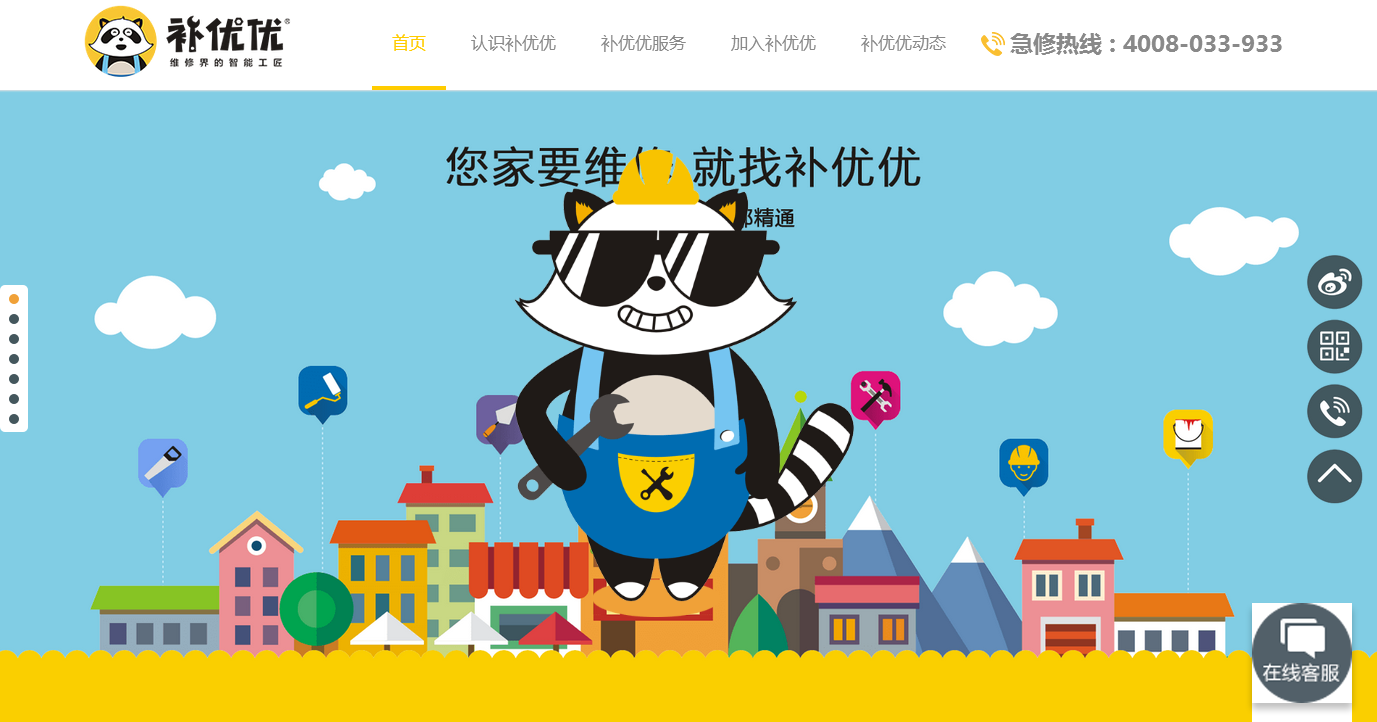 补优优®
维修界的智能工匠
首页
认识补优优
补优优服务
加入补优优
补优优动态
急修热线：4008-033-933
您家要维修 就找补优优
都精通
在线客服